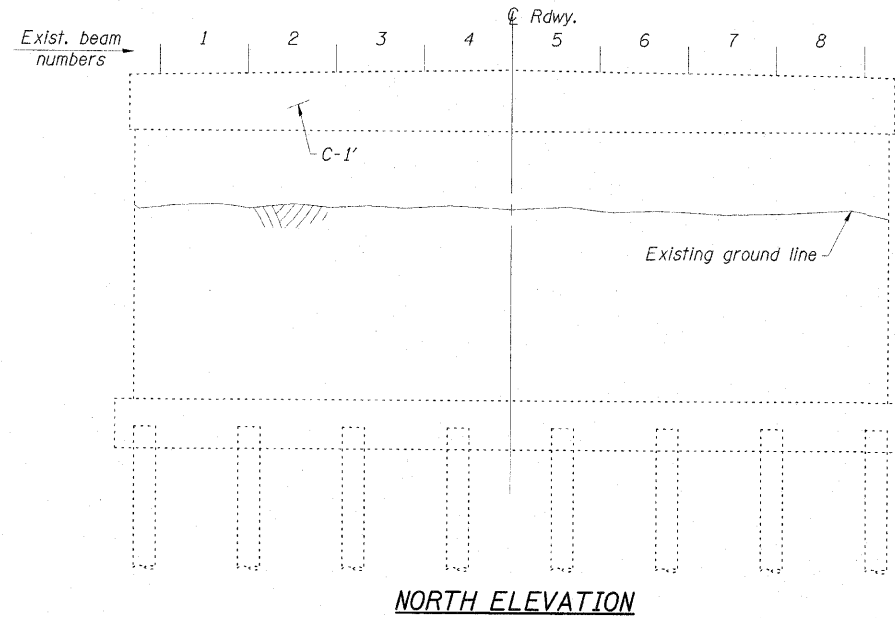 ℄ Rdwy.
Exist. beam numbers
1 2 3 4 5 6 7 8
C-1'
Existing ground line
NORTH ELEVATION